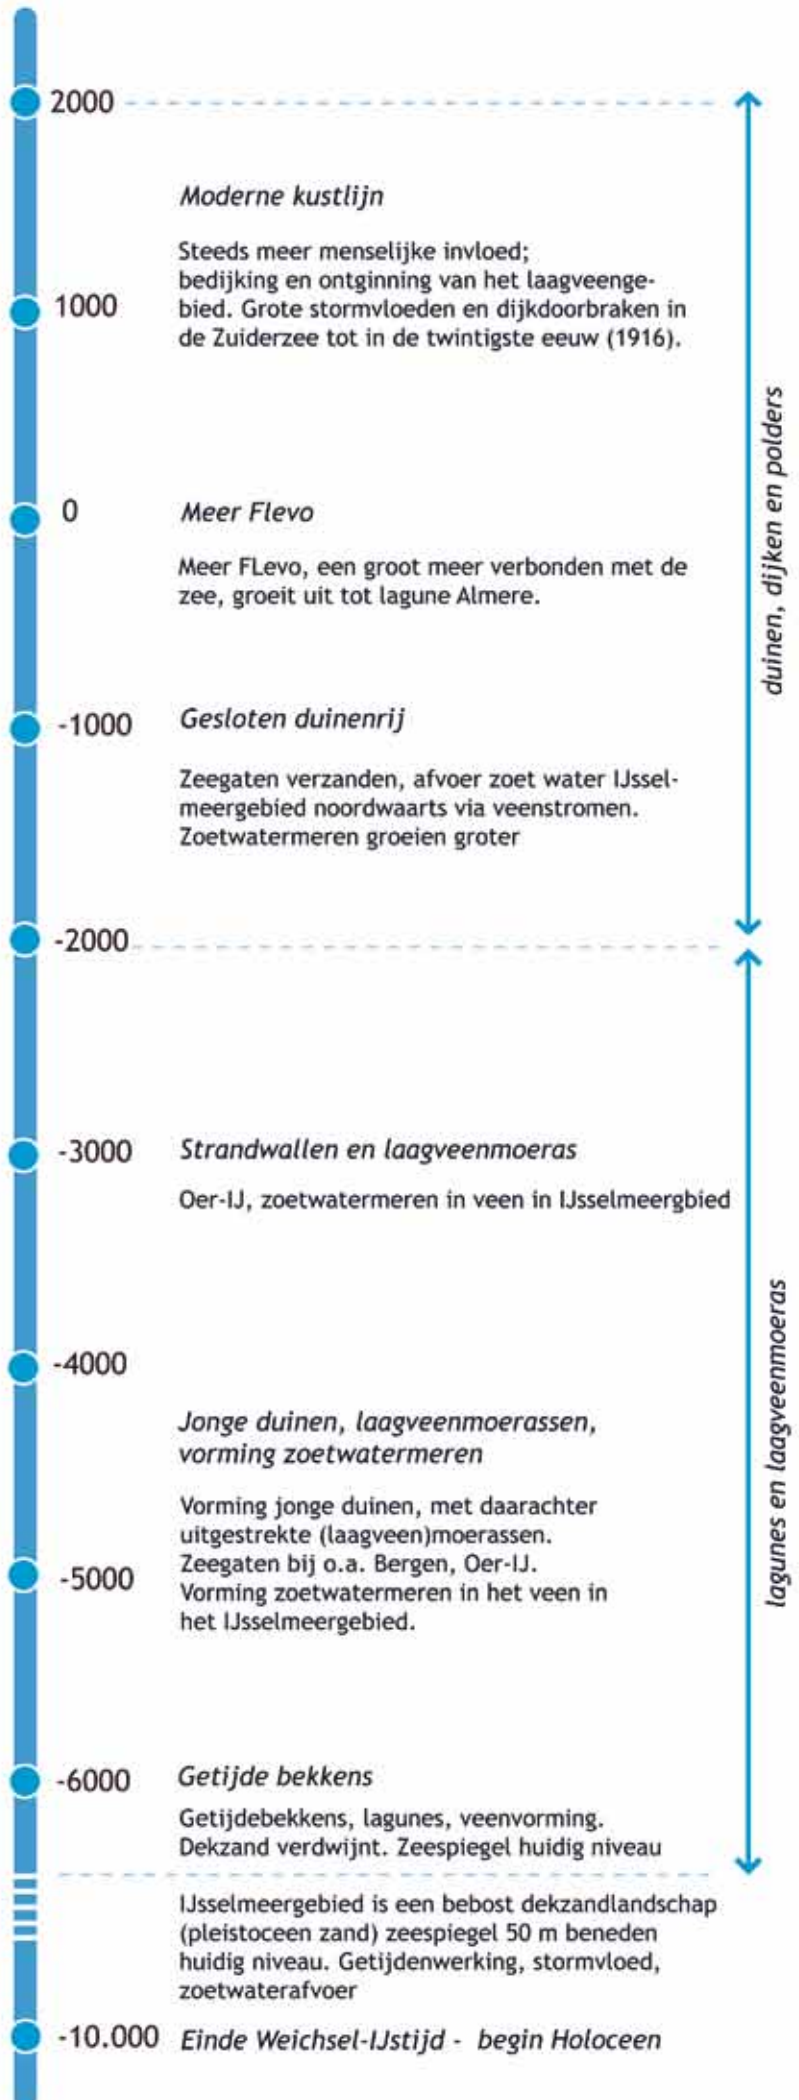 2000
Moderne kustlijn
Steeds meer menselijke invloed;
bedijking en ontginning van het laagveenge-
1000
bied. Grote stormvloeden en dijkdoorbraken in
de Zuiderzee tot in de twintigste eeuw (1916).
duinen, dijken en polders
0
Meer Flevo
Meer FLevo, een groot meer verbonden met de
zee, groeit uit tot lagune Almere.
-1000
Gesloten duinenrij
Zeegaten verzanden, afvoer zoet water IJssel-
meergebied noordwaarts via veenstromen.
Zoetwatermeren groeien groter
-2000
-3000
Strandwallen en laagveenmoeras
Oer-IJ, zoetwatermeren in veen in IJsselmeergbied
lagunes en laagveenmoeras
-4000
Jonge duinen, laagveenmoerassen,
vorming zoetwatermeren
Vorming jonge duinen, met daarachter
uitgestrekte (laagveen)moerassen.
Zeegaten bij o.a. Bergen, Oer-IJ.
-5000
Vorming zoetwatermeren in het veen in
het IJsselmeergebied.
-6000
Getijde bekkens
Getijdebekkens, lagunes, veenvorming.
Dekzand verdwijnt. Zeespiegel huidig niveau
IJsselmeergebied is een bebost dekzandlandschap
(pleistoceen zand) zeespiegel 50 m beneden
huidig niveau. Getijdenwerking, stormvloed,
zoetwaterafvoer
-10.000
Einde Weichsel-IJstijd - begin Holoceen